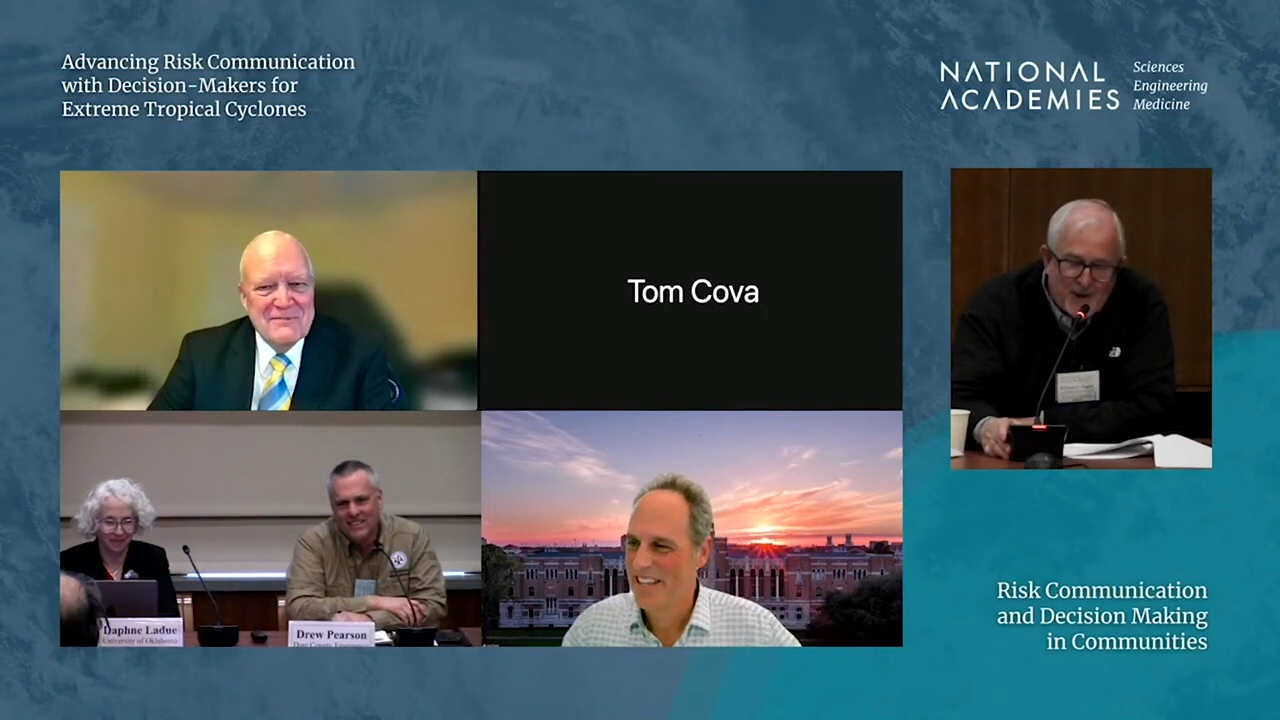 Advancing Risk Communication
with Decision-Makers for
Extreme Tropical Cyclones
NATIONAL
ACADEMIES
Sciences
Engineering
Medicine
Tom Cova
Daphne Ladue
University of Oklahoma
Drew Pearson
Risk Communication
and Decision Making
in Communities